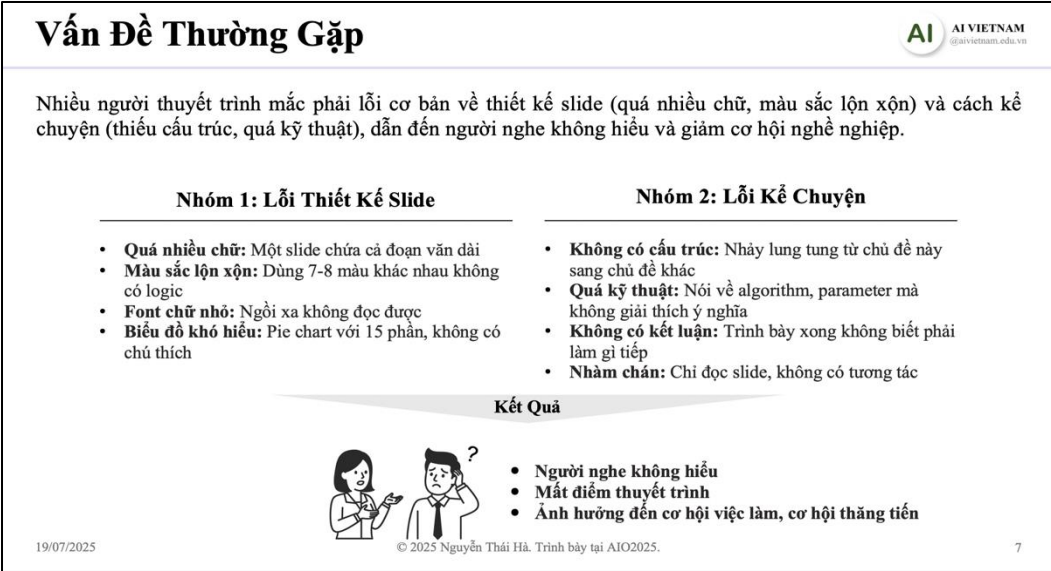 Vấn Đề Thường Gặp
AI
AI VIETNAM
@aivietnam.edu.vn
Nhiều người thuyết trình mắc phải lỗi cơ bản về thiết kế slide (quá nhiều chữ, màu sắc lộn xộn) và cách kể
chuyện (thiếu cấu trúc, quá kỹ thuật), dẫn đến người nghe không hiểu và giảm cơ hội nghề nghiệp.
Nhóm 1: Lỗi Thiết Kế Slide
• Quá nhiều chữ: Một slide chứa cả đoạn văn dài
• Màu sắc lộn xộn: Dùng 7-8 màu khác nhau không
có logic
• Font chữ nhỏ: Ngồi xa không đọc được
• Biểu đồ khó hiểu: Pie chart với 15 phần, không có
chú thích
Nhóm 2: Lỗi Kể Chuyện
• Không có cấu trúc: Nhảy lung tung từ chủ đề này
sang chủ đề khác
• Quá kỹ thuật: Nói về algorithm, parameter mà
không giải thích ý nghĩa
• Không có kết luận: Trình bày xong không biết phải
làm gì tiếp
• Nhàm chán: Chỉ đọc slide, không có tương tác
Kết Quả
?
• Người nghe không hiểu
• Mất điểm thuyết trình
• Ảnh hưởng đến cơ hội việc làm, cơ hội thăng tiến
19/07/2025
© 2025 Nguyễn Thái Hà. Trình bày tại AIO2025.
7